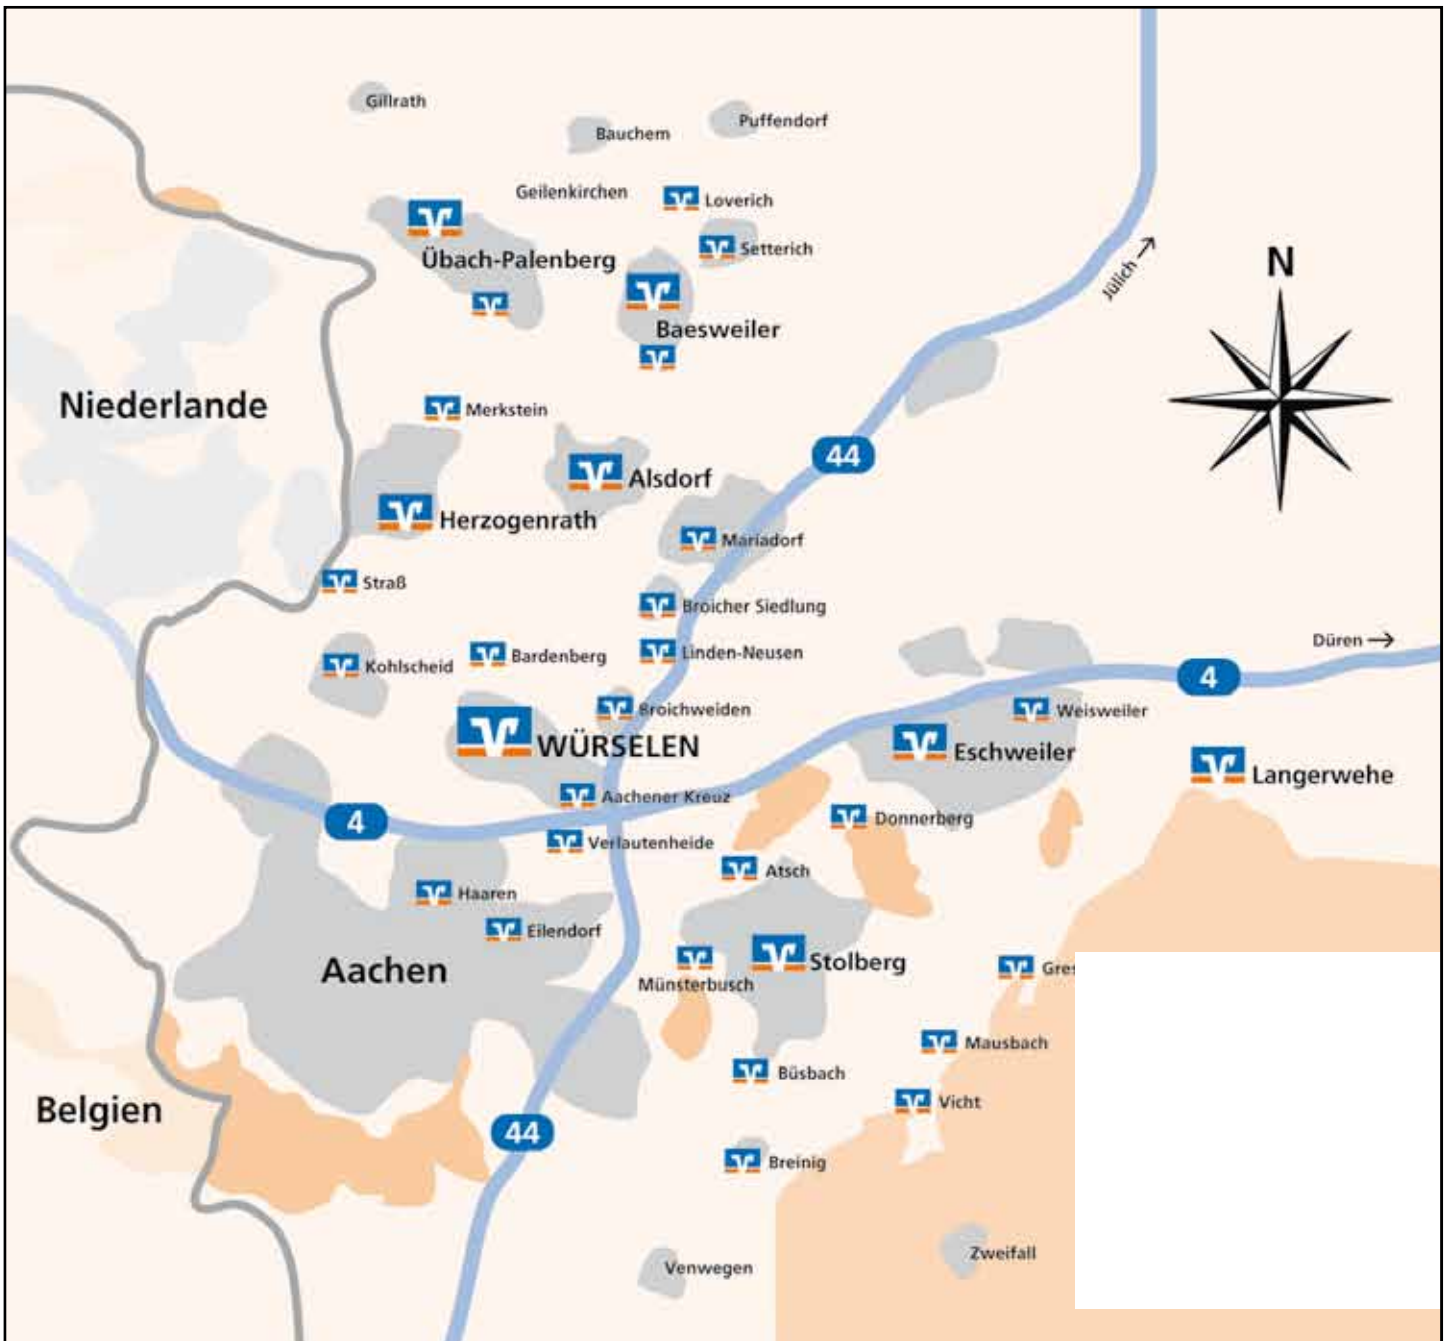 Gillrath
Bauchem
Puffendorf
Geilenkirchen
Loverich
Setterich
Übach-Palenberg
Baesweiler
Jülich
N
Niederlande
Merkstein
44
Alsdorf
Herzogenrath
Mariadorf
Straß
Broicher Siedlung
Düren
Kohlscheid
Bardenberg
Linden-Neusen
4
Broichweiden
Weisweiler
WÜRSELEN
Eschweiler
Langerwehe
Aachener Kreuz
4
Donnerberg
Verlautenheide
Atsch
Haaren
Eilendorf
Aachen
Stolberg
Münsterbusch
Mausbach
Büsbach
Belgien
Vicht
44
Breinig
Zweifall
Venwegen